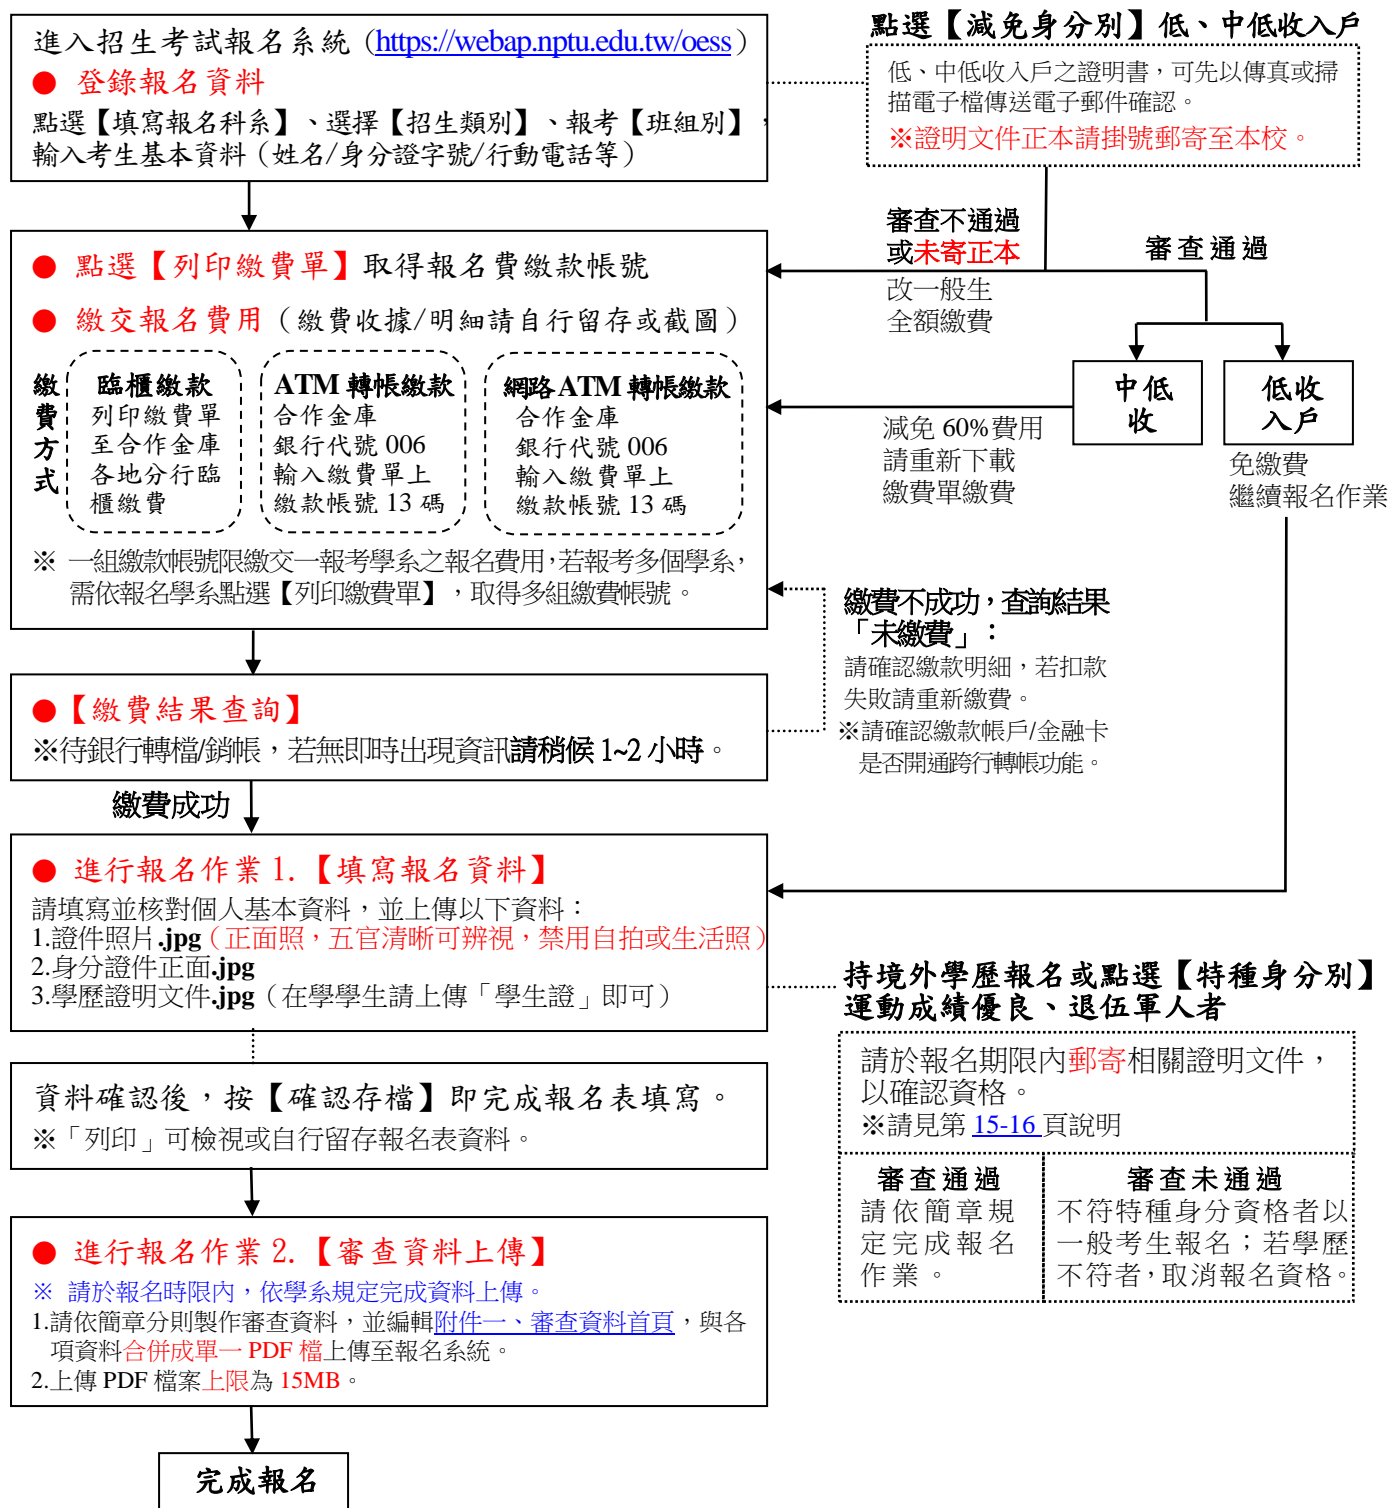 進入招生考試報名系統 (https://webap.nptu.edu.tw/oess)
● 登錄報名資料
點選【填寫報名科系】、選擇【招生類別】、報考【班組別】,
輸入考生基本資料(姓名/身分證字號/行動電話等)
點選【減免身分別】低、中低收入戶
低、中低收入戶之證明書,可先以傳真或掃
描電子檔傳送電子郵件確認。
※證明文件正本請掛號郵寄至本校。
審查不通過
或未寄正本
改一般生
全額繳費
審查通過
● 點選【列印繳費單】取得報名費繳款帳號
● 繳交報名費用(繳費收據/明細請自行留存或截圖)
繳
費
方
式
臨櫃繳款
列印繳費單
至合作金庫
各地分行臨
櫃繳費
ATM 轉帳繳款
合作金庫
銀行代號 006
輸入繳費單上
繳款帳號 13 碼
網路 ATM 轉帳繳款
合作金庫
銀行代號 006
輸入繳費單上
繳款帳號 13 碼
※ 一組繳款帳號限繳交一報考學系之報名費用,若報考多個學系,
需依報名學系點選【列印繳費單】,取得多組繳費帳號。
中低
收
減免 60%費用
請重新下載
繳費單繳費
低收
入戶
免繳費
繼續報名作業
繳費不成功,查詢結果
「未繳費」:
請確認繳款明細,若扣款
失敗請重新繳費。
※請確認繳款帳戶/金融卡
是否開通跨行轉帳功能。
●【繳費結果查詢】
※待銀行轉檔/銷帳,若無即時出現資訊請稍候 1~2 小時。
繳費成功
● 進行報名作業 1.【填寫報名資料】
請填寫並核對個人基本資料,並上傳以下資料:
1.證件照片.jpg(正面照,五官清晰可辨視,禁用自拍或生活照)
2.身分證件正面.jpg
3.學歷證明文件.jpg(在學學生請上傳「學生證」即可)
持境外學歷報名或點選【特種身分別】
運動成績優良、退伍軍人者
請於報名期限內郵寄相關證明文件,
以確認資格。
※請見第 15-16 頁說明
審查通過
請依簡章規
定完成報名
作業。
審查未通過
不符特種身分資格者以
一般考生報名;若學歷
不符者,取消報名資格。
資料確認後,按【確認存檔】即完成報名表填寫。
※「列印」可檢視或自行留存報名表資料。
● 進行報名作業 2.【審查資料上傳】
※ 請於報名時限內,依學系規定完成資料上傳。
1.請依簡章分則製作審查資料,並編輯附件一、審查資料首頁,與各
項資料合併成單一 PDF 檔上傳至報名系統。
2.上傳 PDF 檔案上限為 15MB。
完成報名